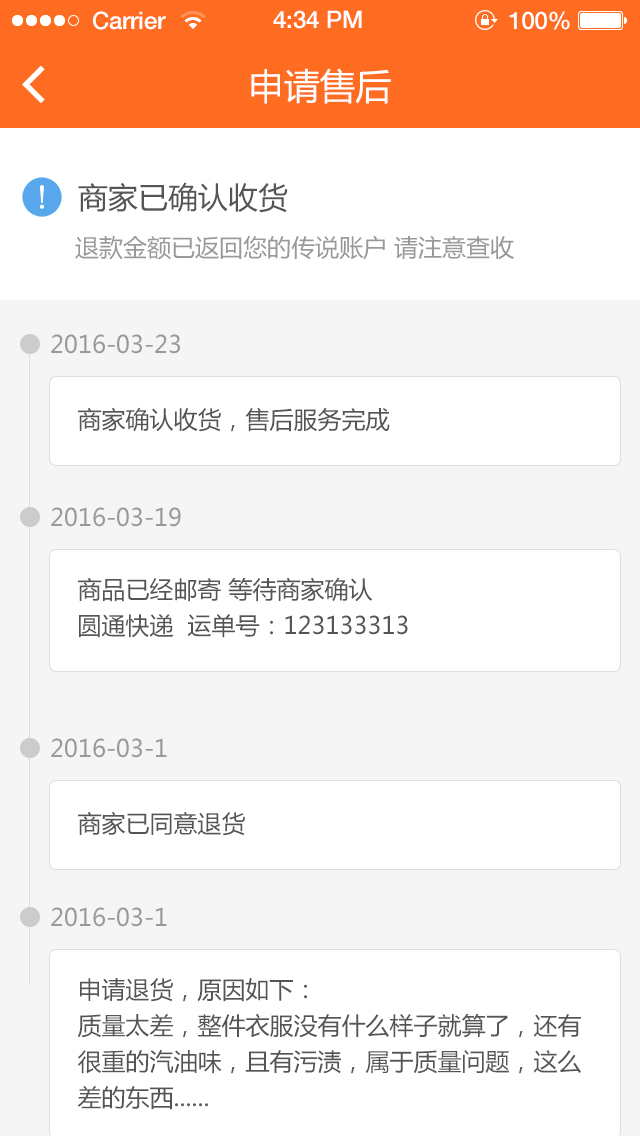 Carrier 4:34 PM 100%
申请售后
商家已确认收货
退款金额已返回您的传说账户 请注意查收
2016-03-23
商家确认收货，售后服务完成
2016-03-19
商品已经邮寄 等待商家确认
圆通快递 运单号：123133313
2016-03-1
商家已同意退货
2016-03-1
申请退货，原因如下：
质量太差，整件衣服没有什么样子就算了，还有
很重的汽油味，且有污渍，属于质量问题，这么
差的东西......